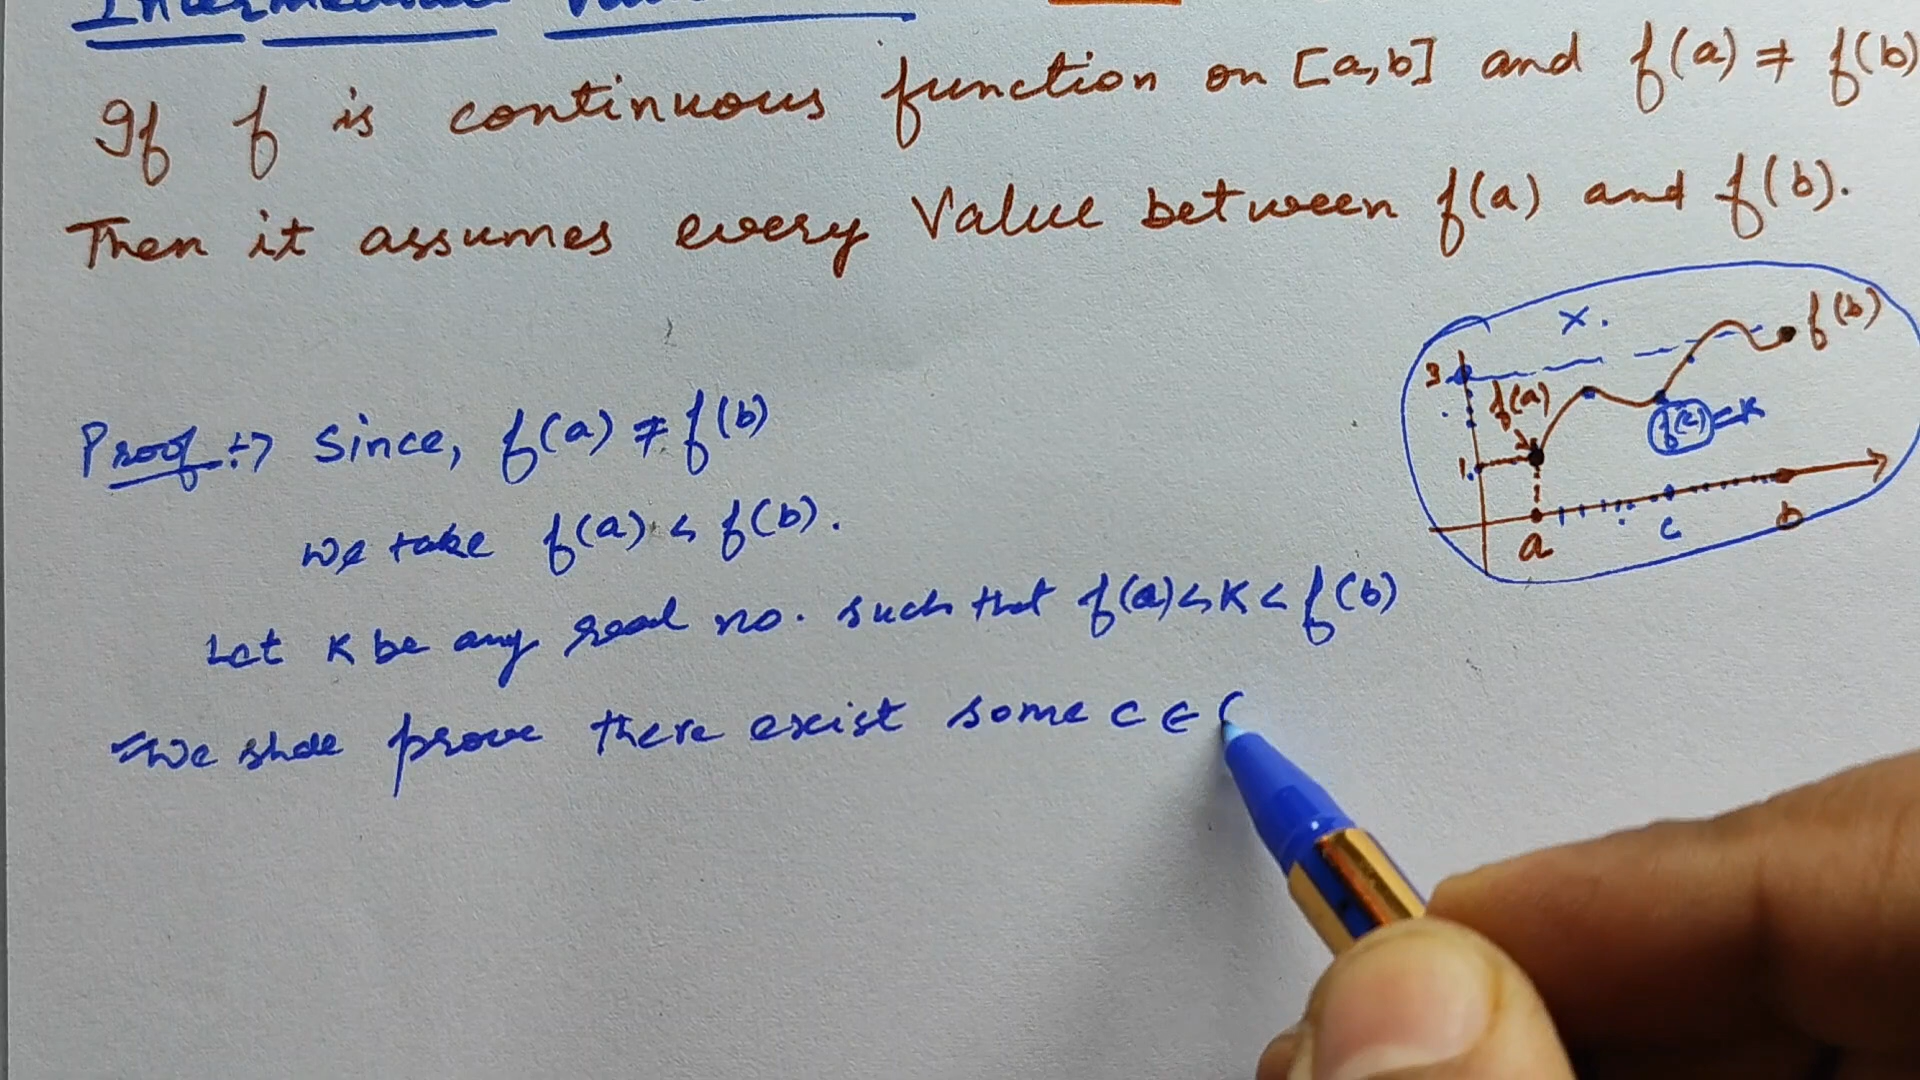 Intermediate
If f is continuous function on [a,b] and f(a) ≠ f(b)
Then it assumes every Value between f(a) and f(b).
Proof :-> Since, f(a) ≠ f(b)
We take f(a) < f(b).
Let K be any real no. such that f(a) < K < f(b)
We shall prove there exist some c ∈ (
X.
f(b)
3
f(a)
f(c) = K
1
a
c
b